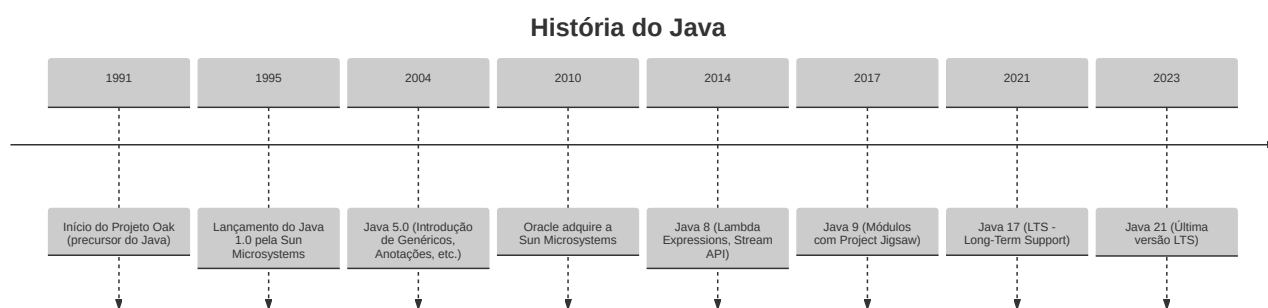 História do Java
1991
1995
2004
2010
2014
2017
2021
2023
Início do Projeto Oak
(precursor do Java)
Lançamento do Java
1.0 pela Sun
Microsystems
Java 5.0 (Introdução
de Genéricos,
Anotações, etc.)
Oracle adquire a
Sun Microsystems
Java 8 (Lambda
Expressions, Stream
API)
Java 9 (Módulos
com Project Jigsaw)
Java 17 (LTS -
Long-Term Support)
Java 21 (Última
versão LTS)